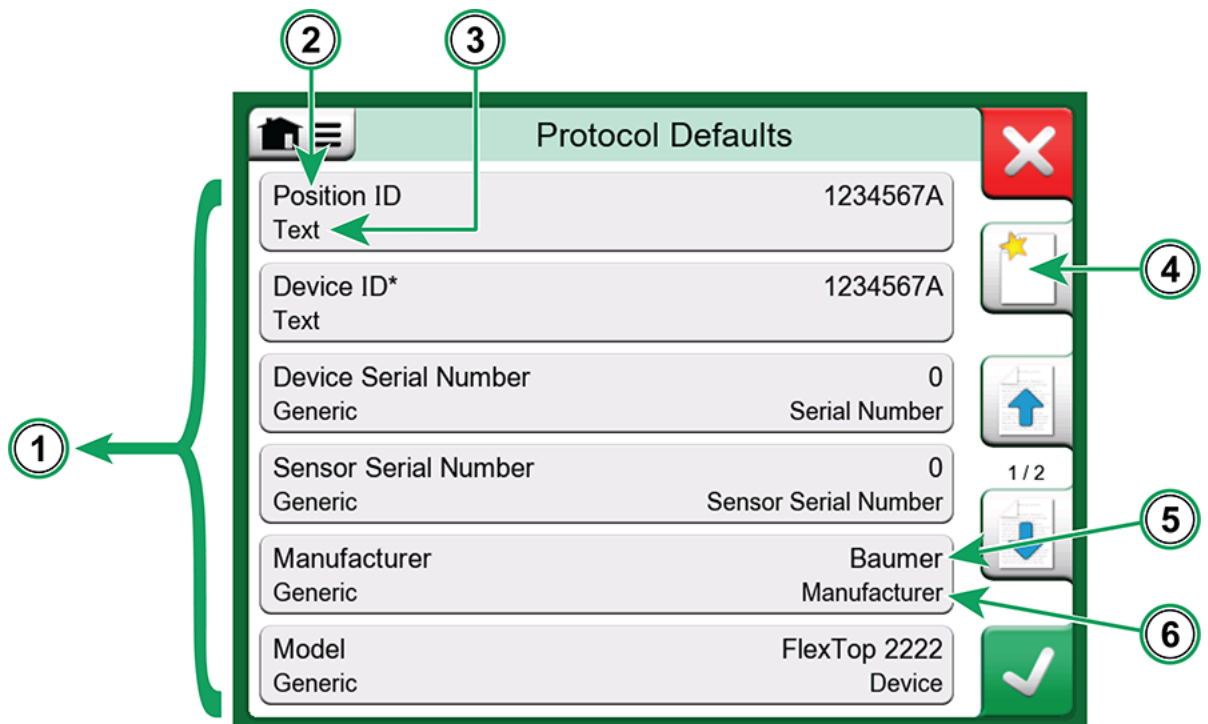 2 3
Protocol Defaults
Position ID 1234567A
Text
4
Device ID* 1234567A
Text
Device Serial Number 0
Generic Serial Number
1
Sensor Serial Number 0
1 / 2
Generic Sensor Serial Number
5
Manufacturer Baumer
Generic Manufacturer
6
Model FlexTop 2222
Generic Device